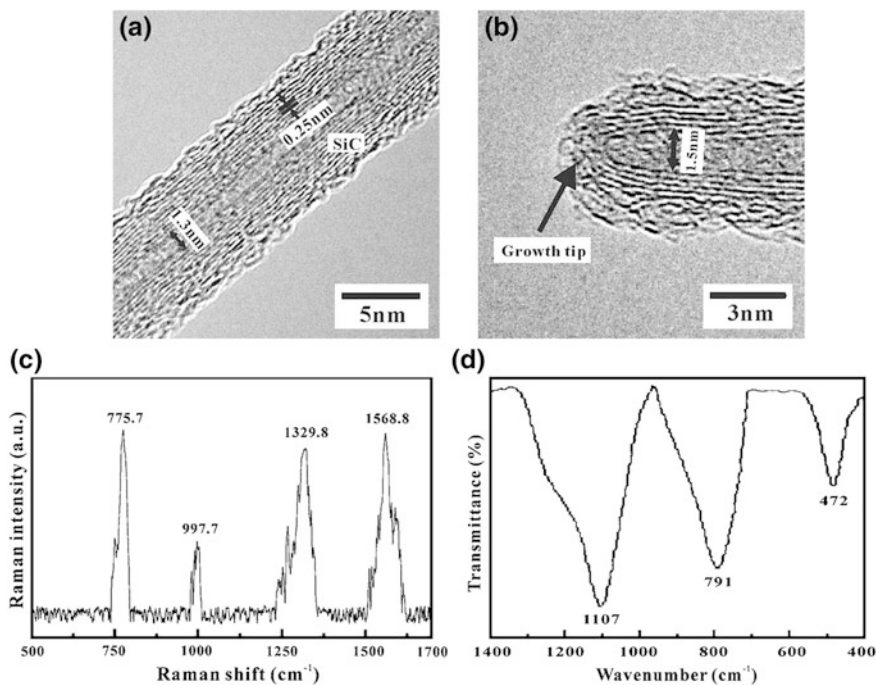 (a)
0.25nm
SiC
1.3nm
5nm
(b)
1.5nm
Growth tip
3nm
(c)
Raman intensity (a.u.)
775.7
997.7
1329.8
1568.8
500 750 1000 1250 1500 1700
Raman shift (cm⁻¹)
(d)
Transmittance (%)
1107
791
472
1400 1200 1000 800 600 400
Wavenumber (cm⁻¹)